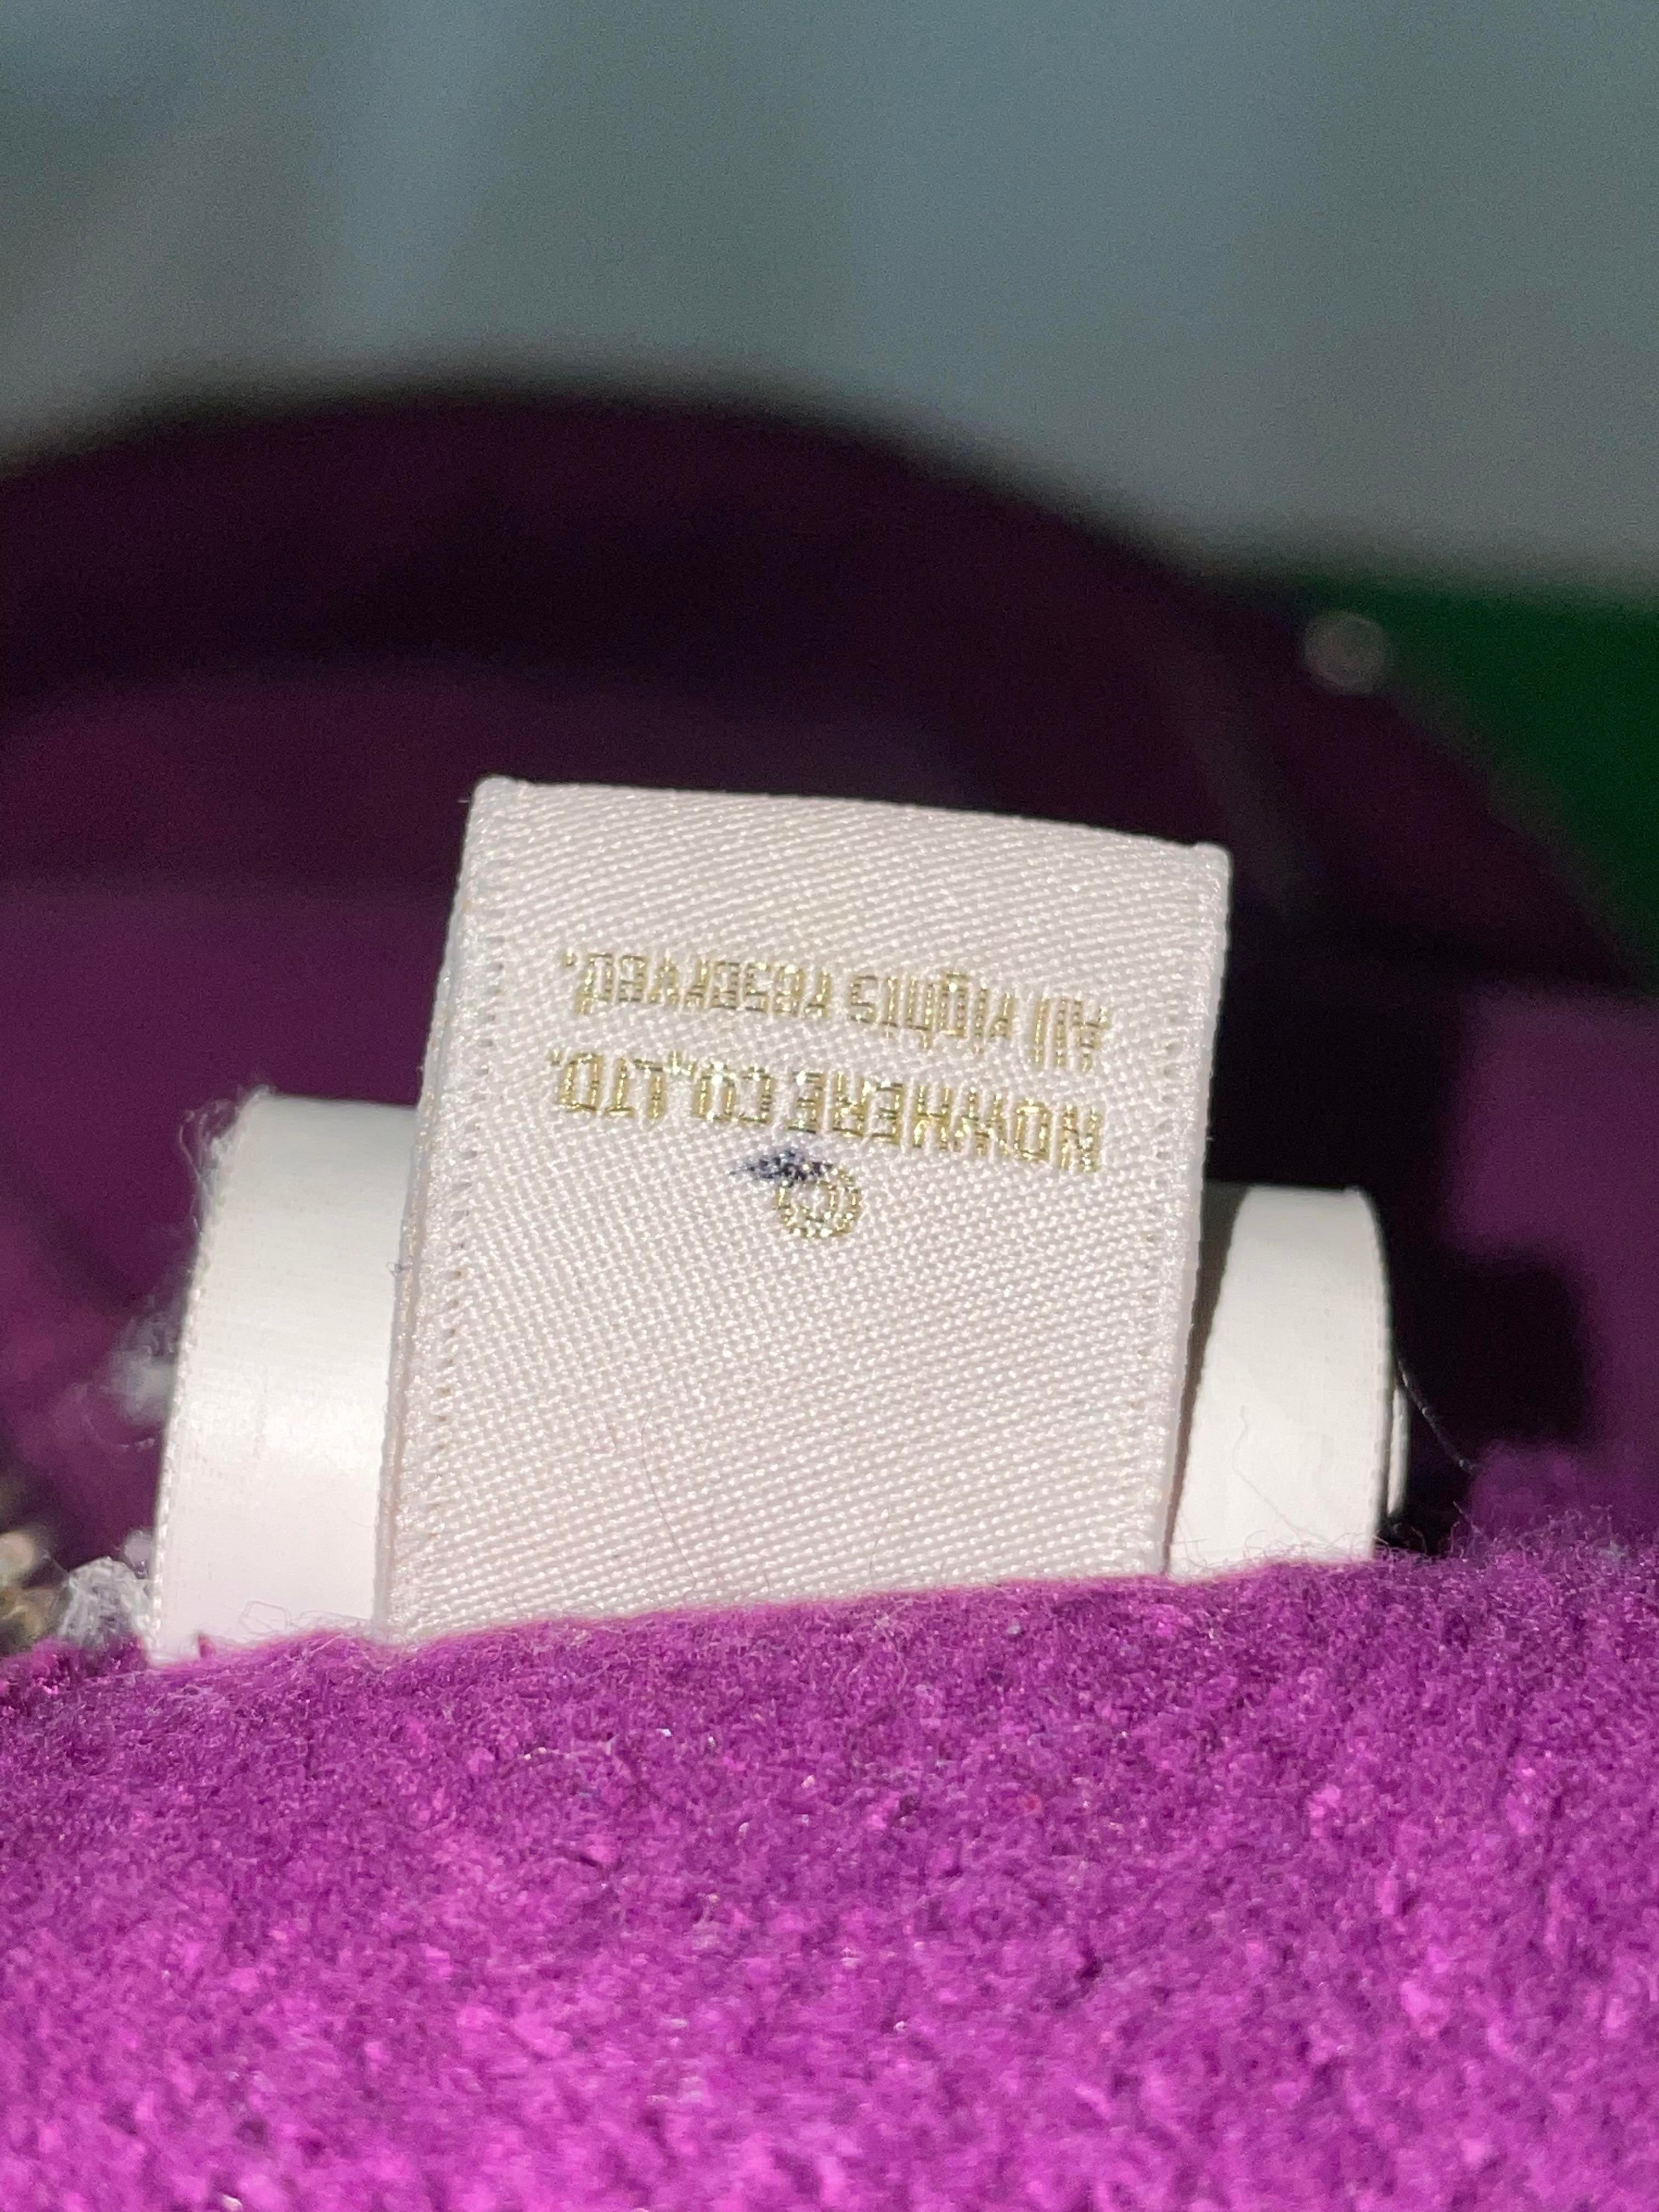 ©
NOWHERE CO.,LTD.
All rights reserved.